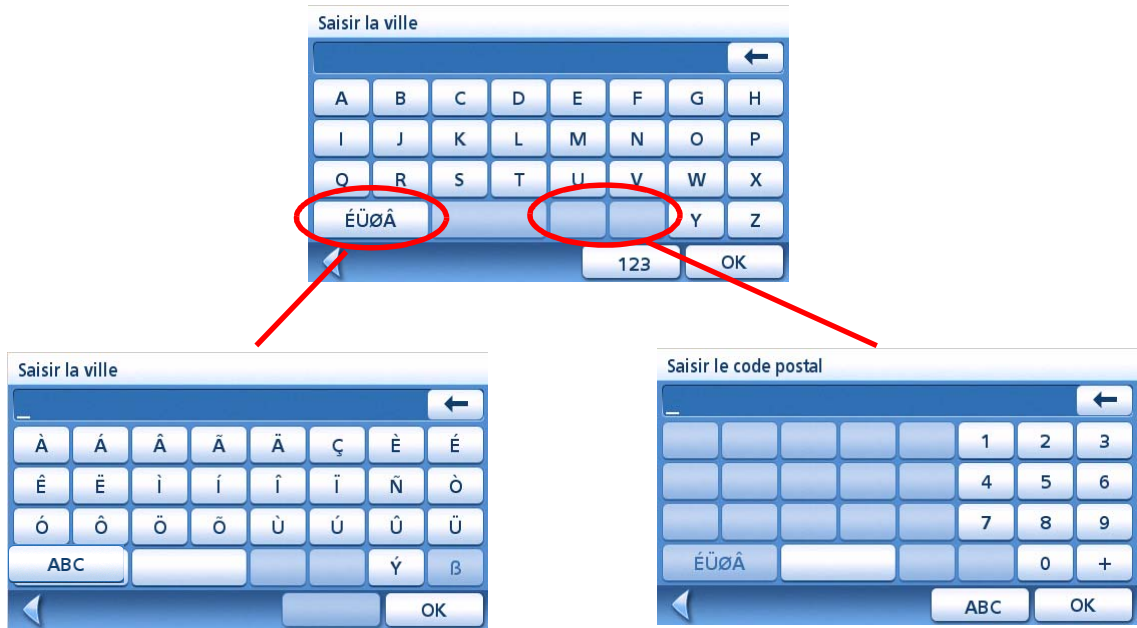 Saisir la ville
A B C D E F G H
I J K L M N O P
Q R S T U V W X
ÉÜØÂ Y Z
123 OK
Saisir la ville
_
À Á Â Ã Ä Ç È É
Ê Ë Ì Í Î Ï Ñ Ò
Ó Ô Ö Õ Ù Ú Û Ü
ABC Ý ß
OK
Saisir le code postal
_
1 2 3
4 5 6
7 8 9
ÉÜØÂ 0 +
ABC OK